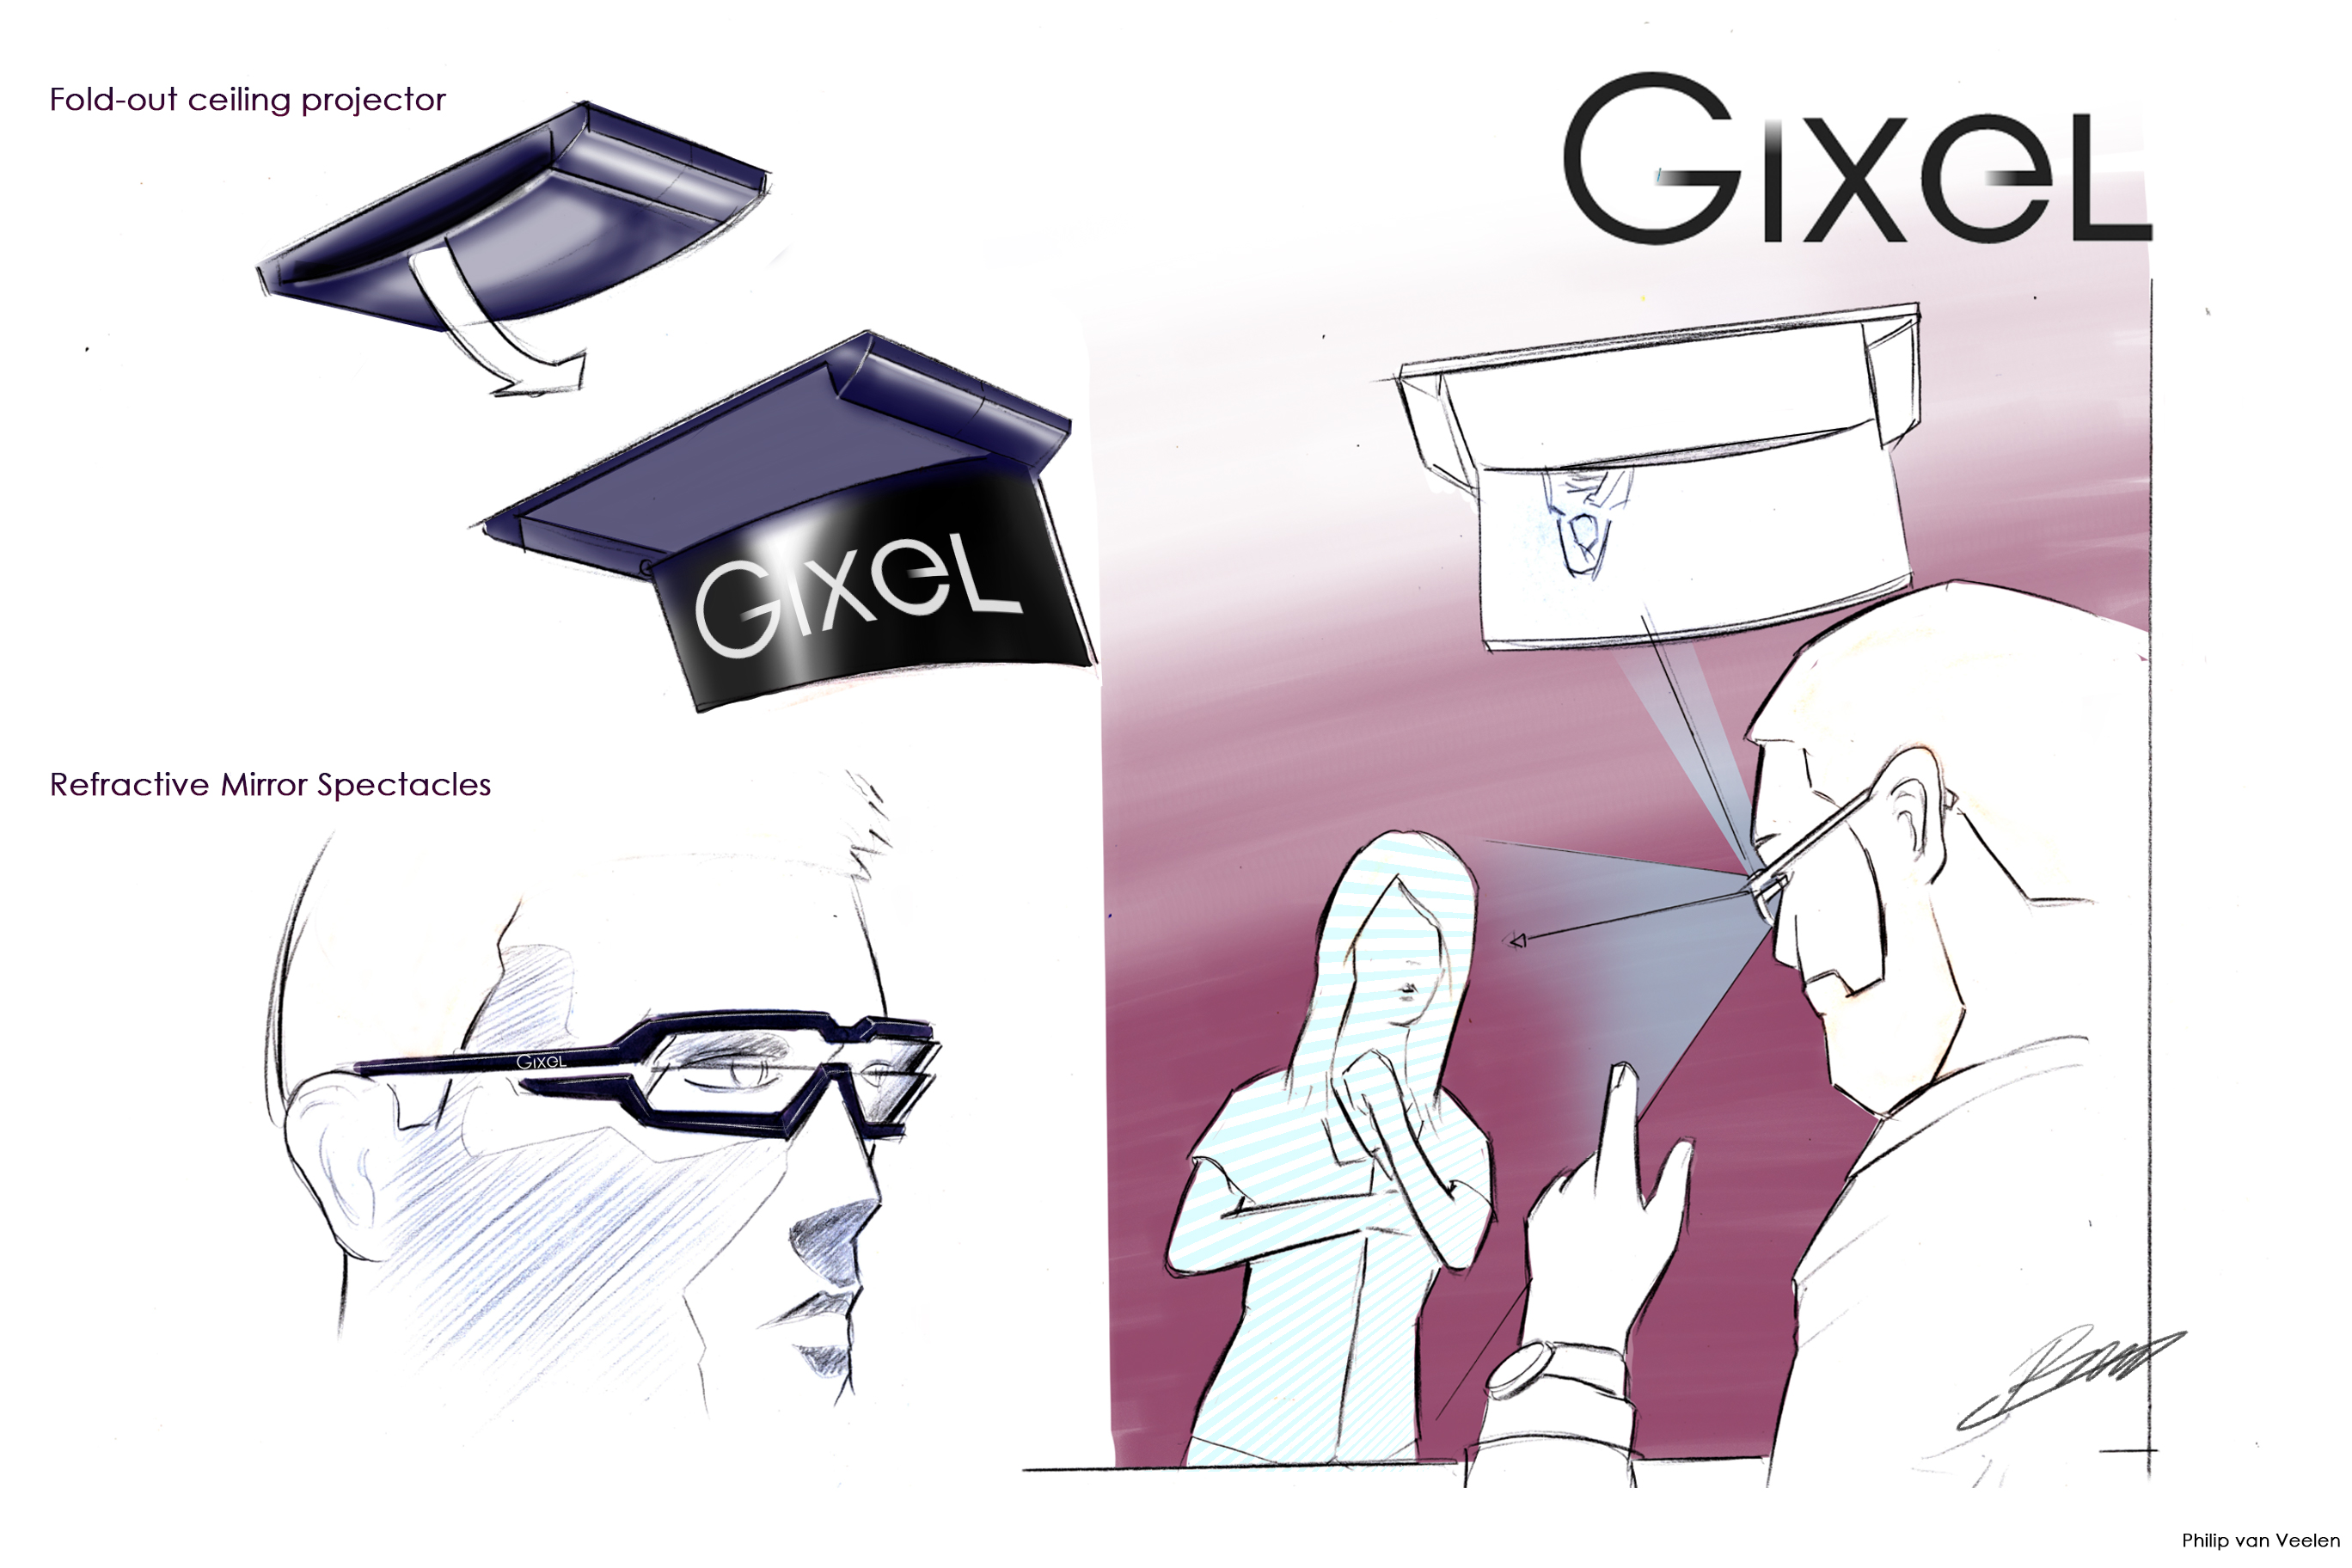 Fold-out ceiling projector
GixeL
GixeL
Refractive Mirror Spectacles
GixeL
Philip van Veelen